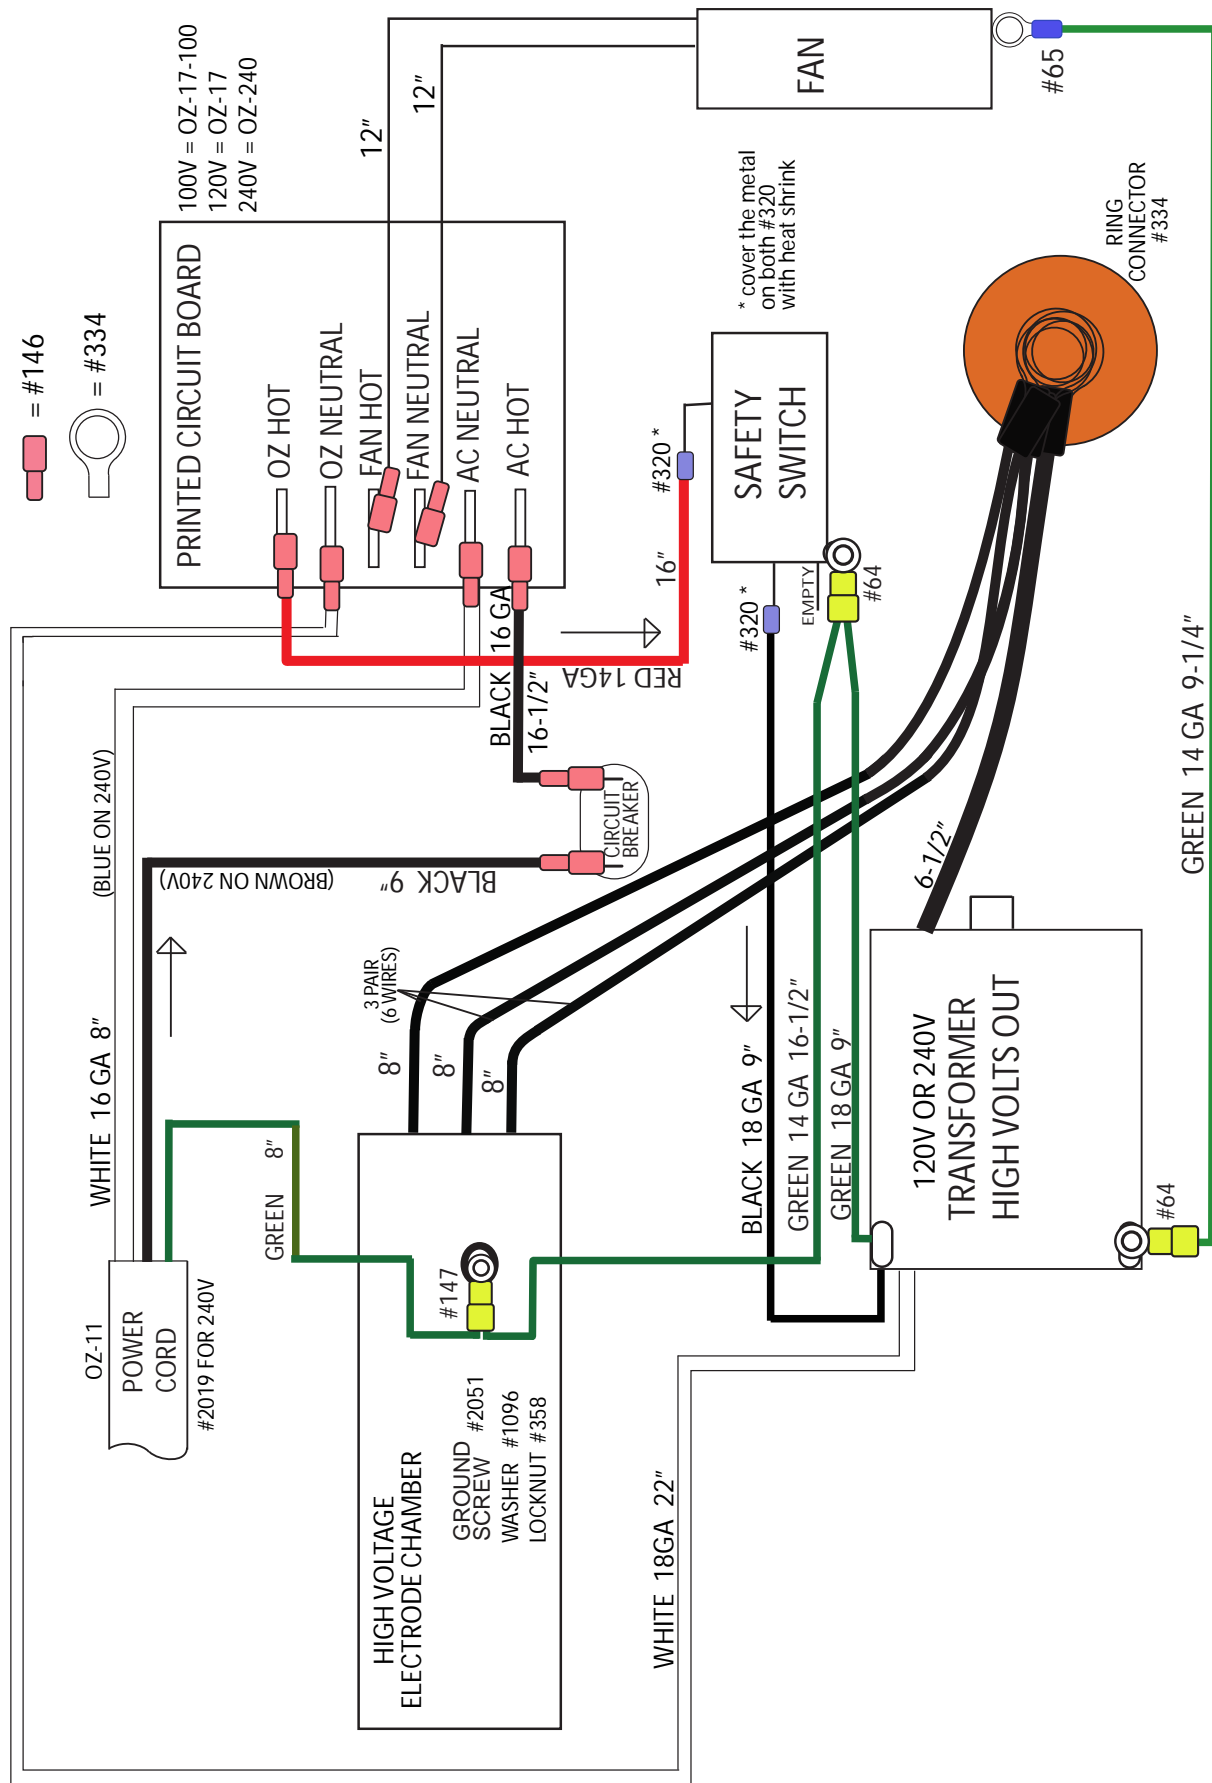 = #146
= #334
100V = OZ-17-100
120V = OZ-17
240V = OZ-240
PRINTED CIRCUIT BOARD
OZ HOT
OZ NEUTRAL
FAN HOT
FAN NEUTRAL
AC NEUTRAL
AC HOT
12"
12"
FAN
#65
* cover the metal
on both #320
with heat shrink
SAFETY
SWITCH
#320 *
16"
RED 14GA
#320 *
EMPTY
#64
RING
CONNECTOR
#334
BLACK 16 GA
16-1/2"
CIRCUIT
BREAKER
(BLUE ON 240V)
(BROWN ON 240V)
BLACK 9"
WHITE 16 GA 8"
3 PAIR
(6 WIRES)
8"
8"
8"
GREEN 8"
OZ-11
POWER
CORD
#2019 FOR 240V
#147
HIGH VOLTAGE
ELECTRODE CHAMBER
GROUND
SCREW #2051
WASHER #1096
LOCKNUT #358
BLACK 18 GA 9"
GREEN 14 GA 16-1/2"
GREEN 18 GA 9"
6-1/2"
120V OR 240V
TRANSFORMER
HIGH VOLTS OUT
#64
GREEN 14 GA 9-1/4"
WHITE 18GA 22"